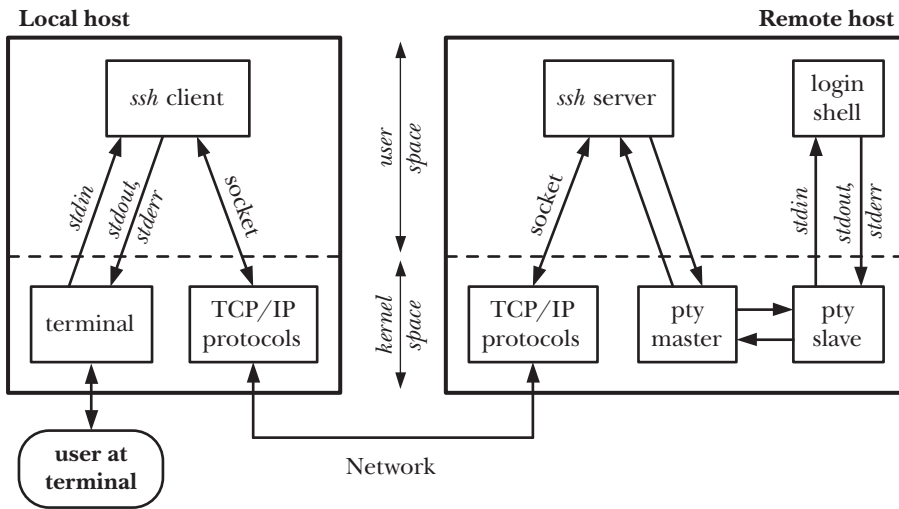 Local host
Remote host
ssh client
ssh server
login
shell
user
space
stdin
stdout,
stderr
socket
socket
stdin
stdout,
stderr
terminal
TCP/IP
protocols
kernel
space
TCP/IP
protocols
pty
master
pty
slave
user at
terminal
Network